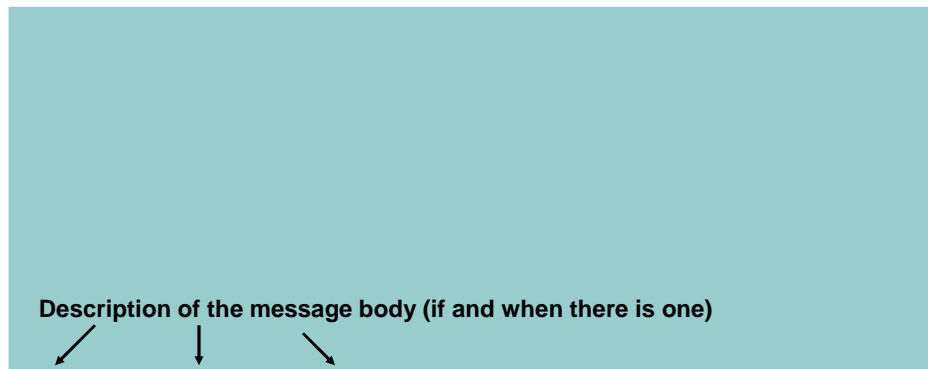 Description of the message body (if and when there is one)